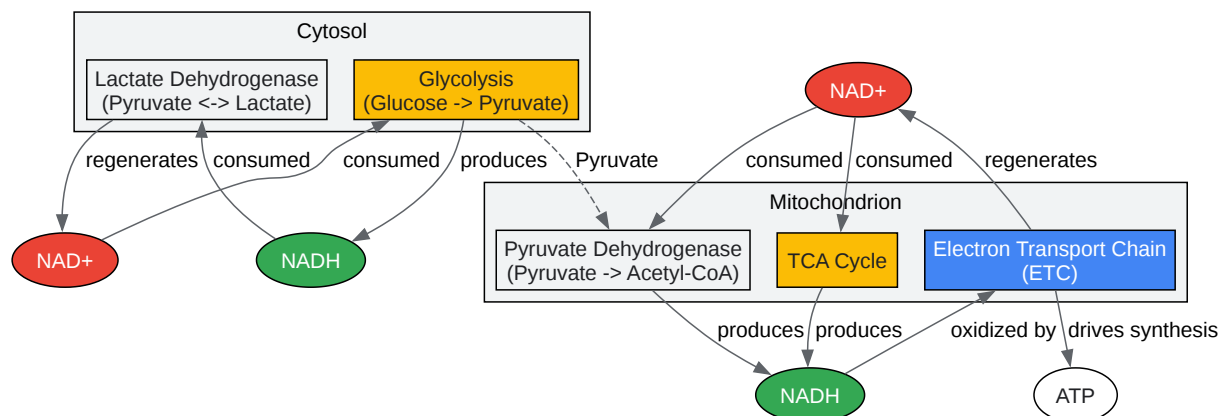 Cytosol
Lactate Dehydrogenase
(Pyruvate <-> Lactate)
Glycolysis
(Glucose -> Pyruvate)
NAD+
regenerates
consumed
consumed
produces
Pyruvate
consumed
consumed
regenerates
Mitochondrion
NAD+
NADH
Pyruvate Dehydrogenase
(Pyruvate -> Acetyl-CoA)
TCA Cycle
Electron Transport Chain
(ETC)
produces
produces
oxidized by
drives synthesis
NADH
ATP